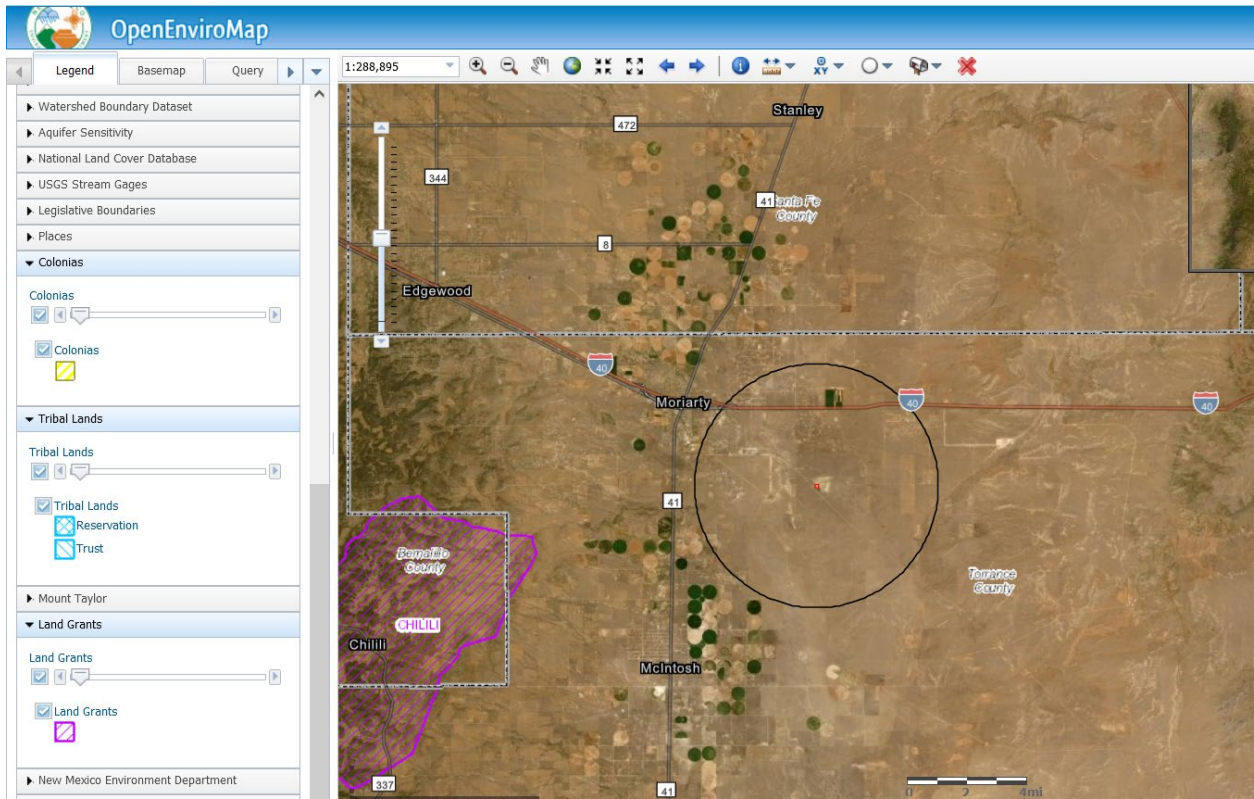 OpenEnviroMap
Legend
Basemap
Query
1:288,895
XY
Watershed Boundary Dataset
Aquifer Sensitivity
National Land Cover Database
USGS Stream Gages
Legislative Boundaries
Places
Colonias
Colonias
Colonias
Tribal Lands
Tribal Lands
Tribal Lands
Reservation
Trust
Mount Taylor
Land Grants
Land Grants
Land Grants
New Mexico Environment Department
Stanley
472
344
41
anta Fe
County
8
Edgewood
40
Moriarty
40
40
41
Bernalillo
County
Torrance
County
CHILILI
Chilili
McIntosh
337
41
0 2 4mi